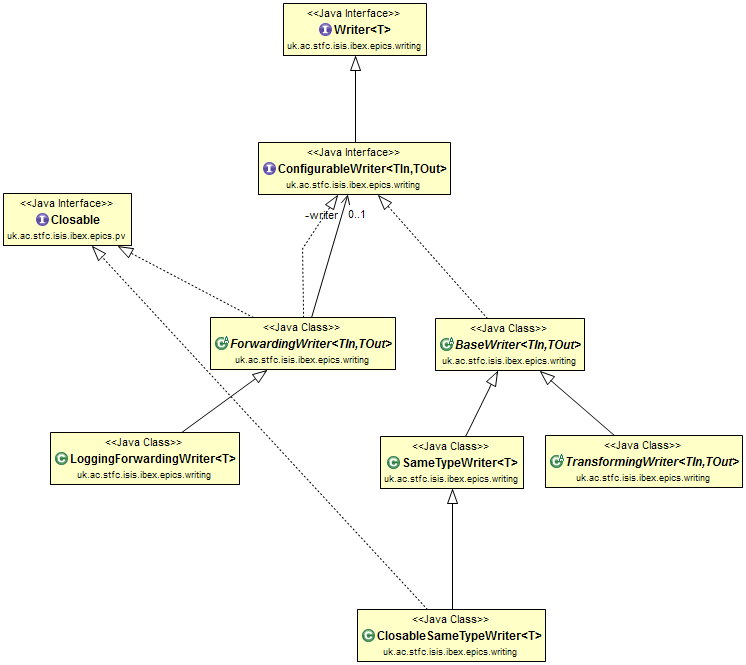 <<Java Interface>>
Writer<T>
uk.ac.stfc.isis.ibex.epics.writing
<<Java Interface>>
ConfigurableWriter<TIn,TOut>
uk.ac.stfc.isis.ibex.epics.writing
<<Java Interface>>
Closable
uk.ac.stfc.isis.ibex.epics.pv
-writer 0..1
<<Java Class>>
ForwardingWriter<TIn,TOut>
uk.ac.stfc.isis.ibex.epics.writing
<<Java Class>>
BaseWriter<TIn,TOut>
uk.ac.stfc.isis.ibex.epics.writing
<<Java Class>>
LoggingForwardingWriter<T>
uk.ac.stfc.isis.ibex.epics.writing
<<Java Class>>
SameTypeWriter<T>
uk.ac.stfc.isis.ibex.epics.writing
<<Java Class>>
TransformingWriter<TIn,TOut>
uk.ac.stfc.isis.ibex.epics.writing
<<Java Class>>
ClosableSameTypeWriter<T>
uk.ac.stfc.isis.ibex.epics.writing